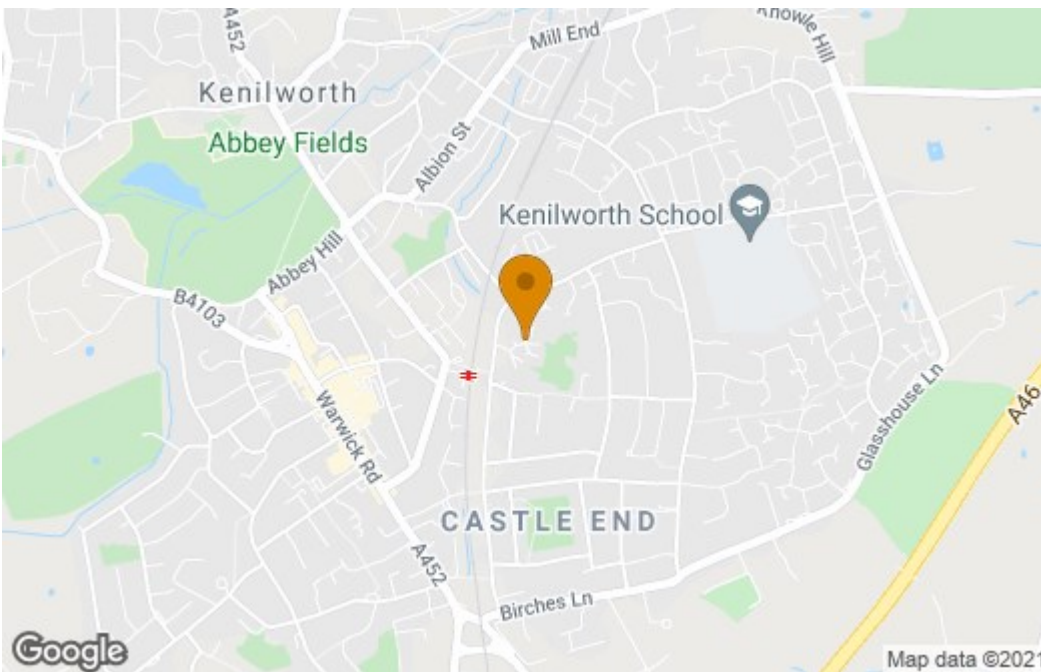 A452
Mill End
Knowle Hill
Kenilworth
Abbey Fields
Albion St
Kenilworth School
Abbey Hill
B4103
Warwick Rd
Glasshouse Ln
A46
CASTLE END
A452
Birches Ln
Google
Map data ©2021